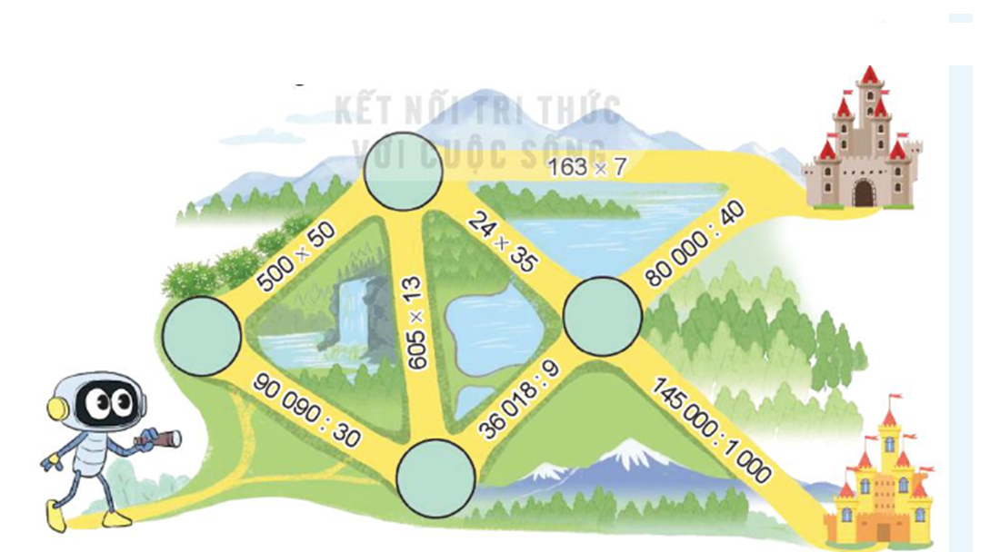 KẾT NỐI TRI THỨC
VỚI CUỘC SỐNG
163 × 7
500 × 50
24 × 35
80 000 : 40
605 × 13
90 090 : 30
36 018 : 9
145 000 : 1 000